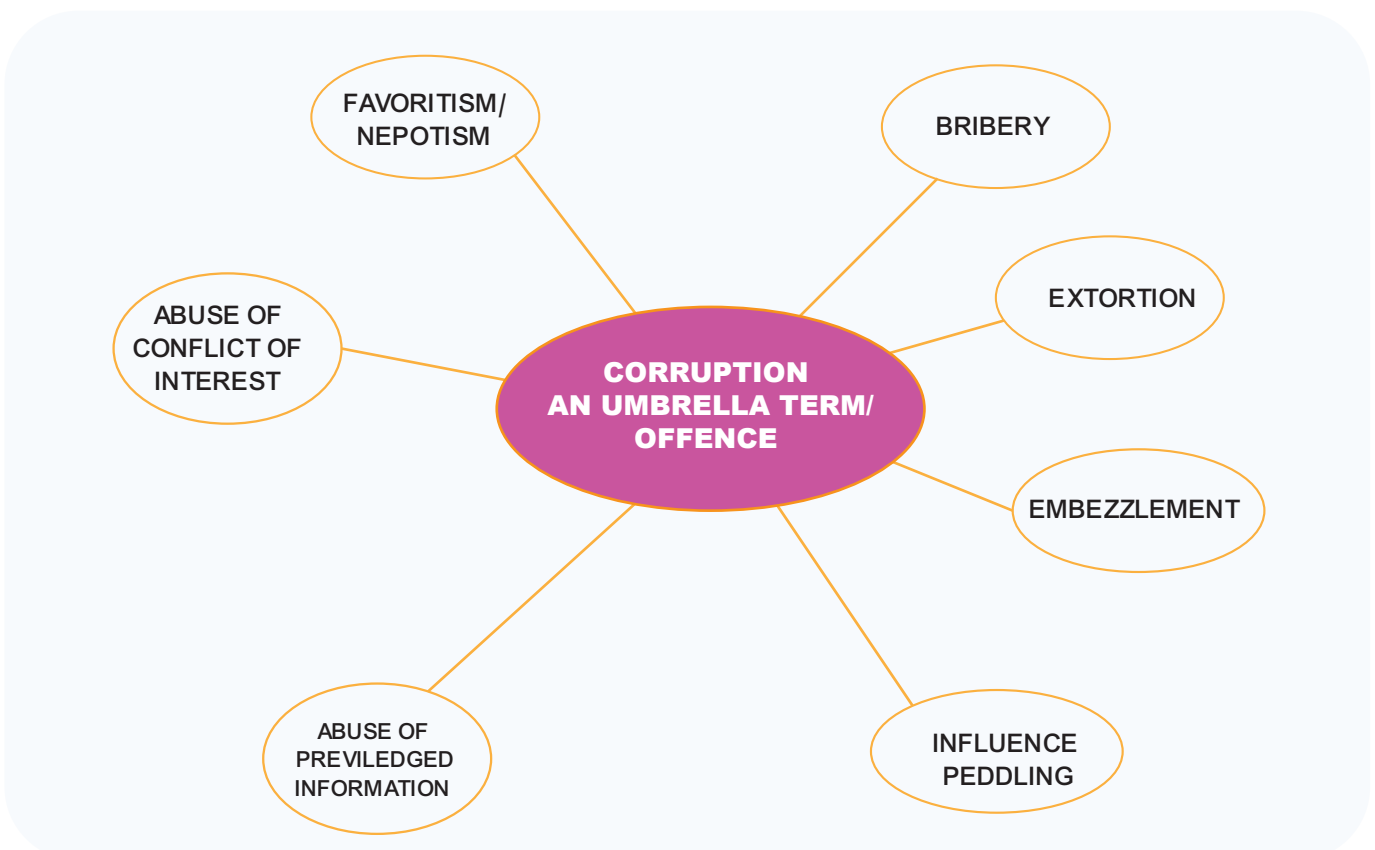 FAVORITISM/
NEPOTISM
BRIBERY
EXTORTION
ABUSE OF
CONFLICT OF
INTEREST
CORRUPTION
AN UMBRELLA TERM/
OFFENCE
EMBEZZLEMENT
ABUSE OF
PREVILEDGED
INFORMATION
INFLUENCE
PEDDLING